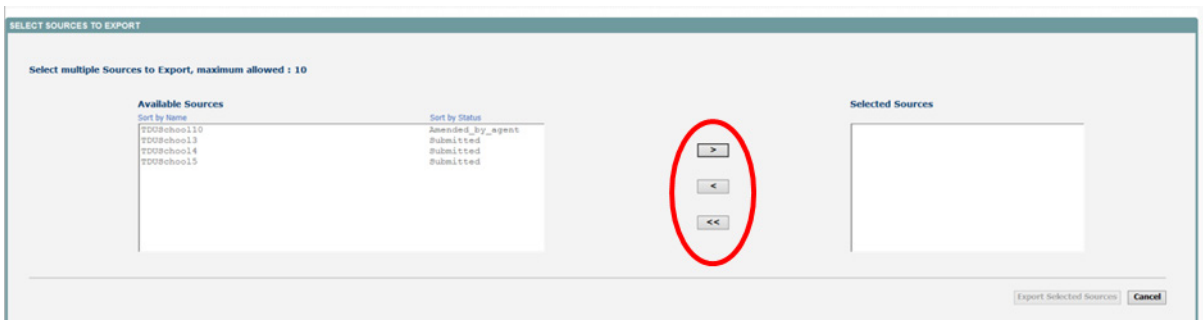 SELECT SOURCES TO EXPORT
Select multiple Sources to Export, maximum allowed : 10
Available Sources
Selected Sources
Sort by Name Sort by Status
TDUSchool10 Amended_by_agent
TDUSchool3 Submitted
TDUSchool4 Submitted
TDUSchool5 Submitted
>
<
<<
Export Selected Sources Cancel